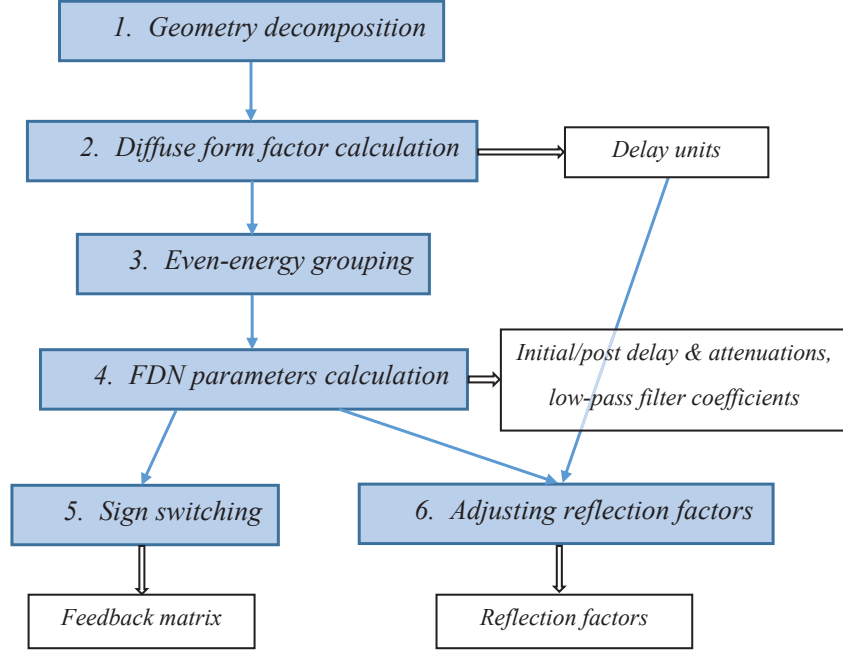 1. Geometry decomposition
2. Diffuse form factor calculation
Delay units
3. Even-energy grouping
Initial/post delay & attenuations,
low-pass filter coefficients
4. FDN parameters calculation
5. Sign switching
6. Adjusting reflection factors
Feedback matrix
Reflection factors